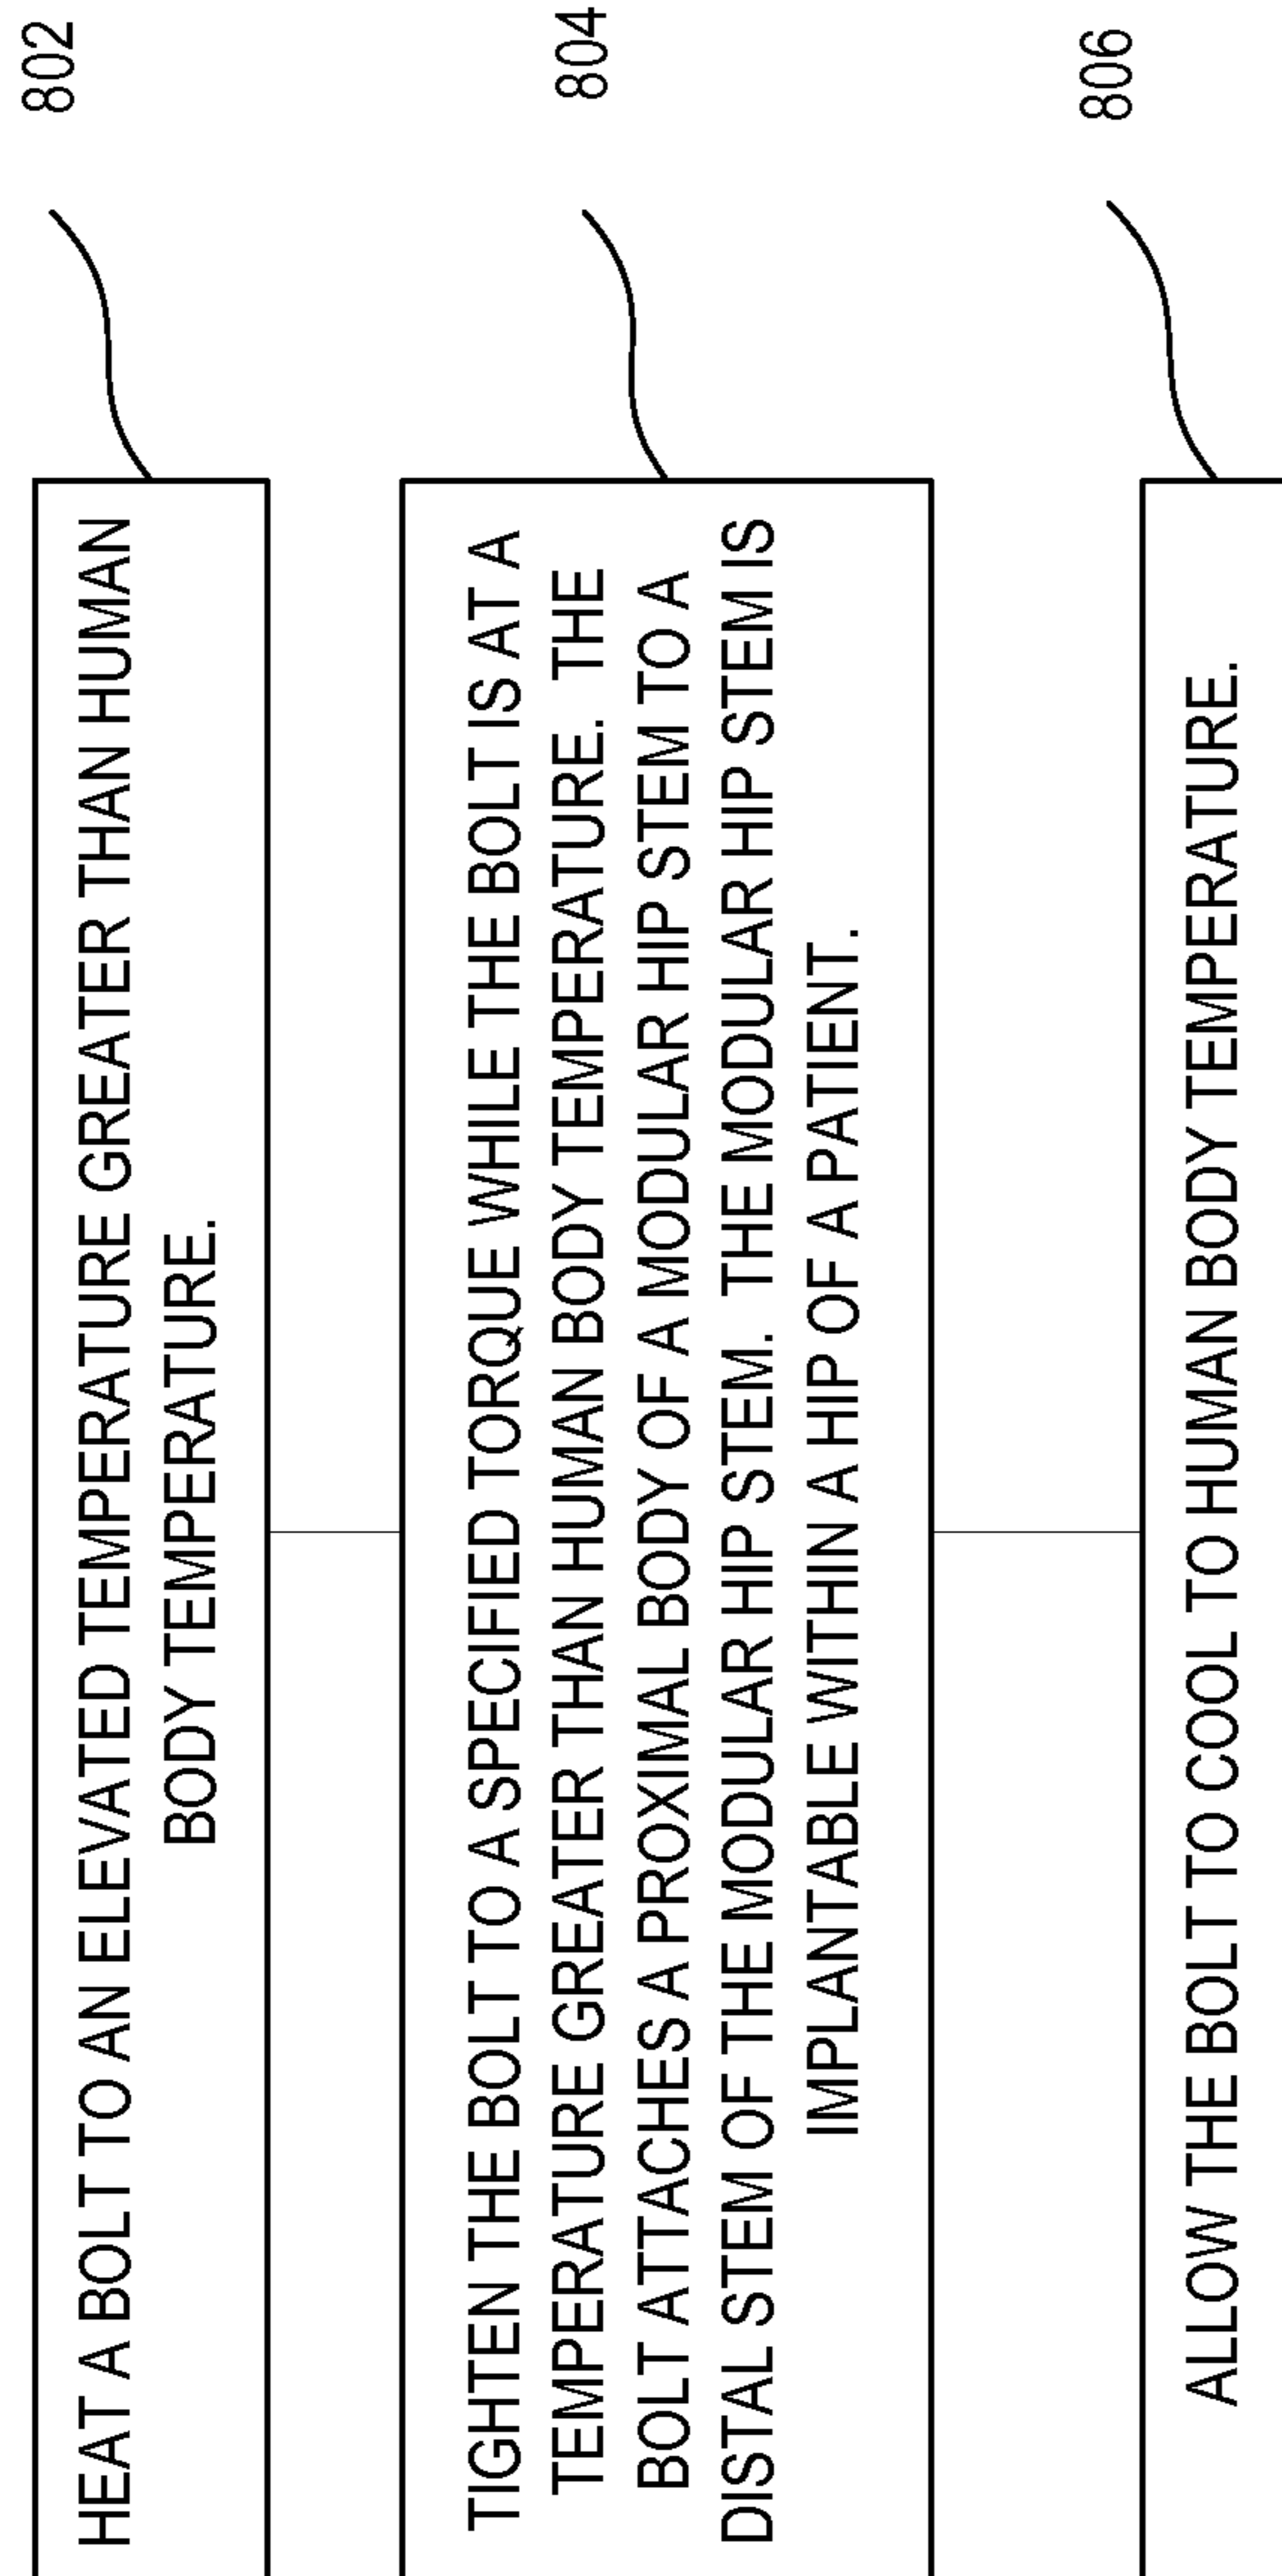 802
HEAT A BOLT TO AN ELEVATED TEMPERATURE GREATER THAN HUMAN
BODY TEMPERATURE.
804
TIGHTEN THE BOLT TO A SPECIFIED TORQUE WHILE THE BOLT IS AT A
TEMPERATURE GREATER THAN HUMAN BODY TEMPERATURE. THE
BOLT ATTACHES A PROXIMAL BODY OF A MODULAR HIP STEM TO A
DISTAL STEM OF THE MODULAR HIP STEM. THE MODULAR HIP STEM IS
IMPLANTABLE WITHIN A HIP OF A PATIENT.
806
ALLOW THE BOLT TO COOL TO HUMAN BODY TEMPERATURE.